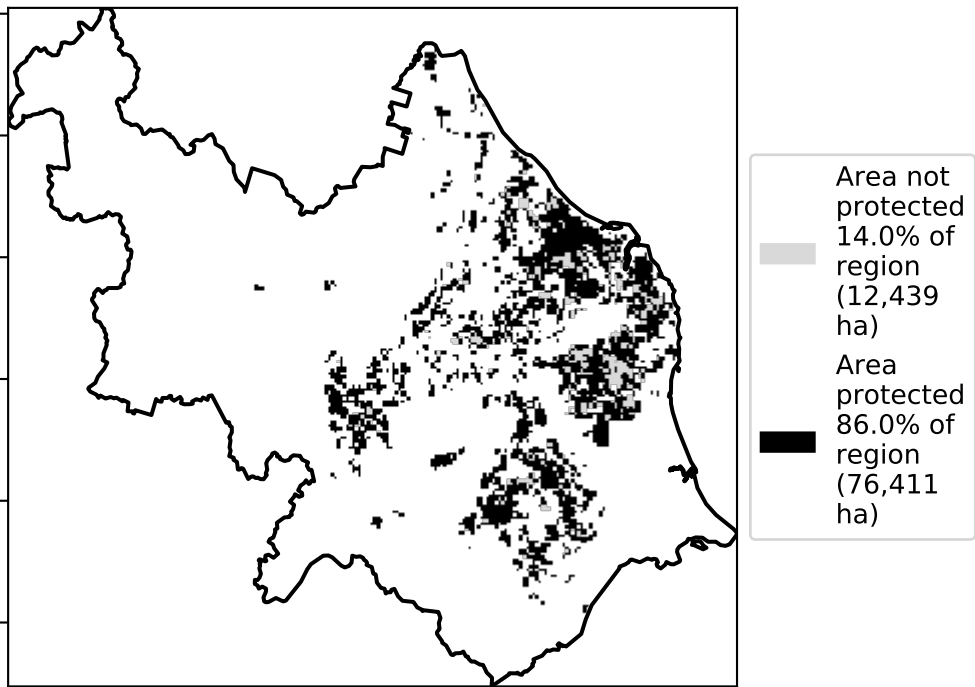 Area not
protected
14.0% of
region
(12,439
ha)
Area
protected
86.0% of
region
(76,411
ha)